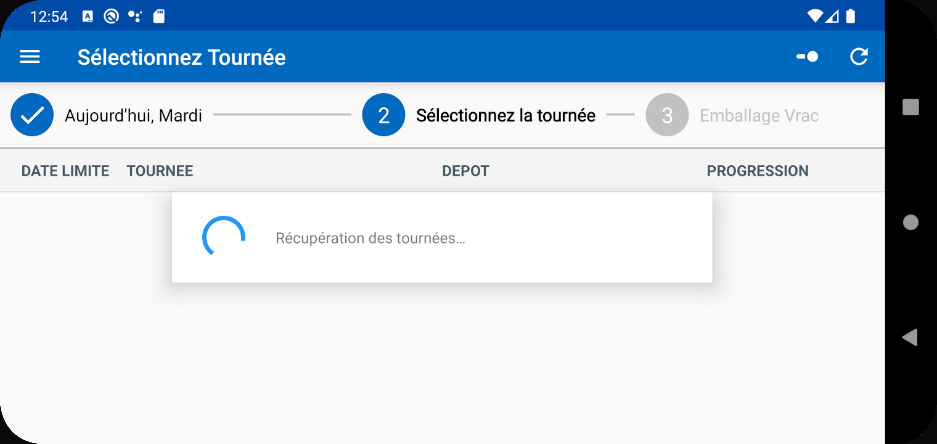 12:54
Sélectionnez Tournée
Aujourd'hui, Mardi
2 Sélectionnez la tournée
3 Emballage Vrac
DATE LIMITE TOURNEE DEPOT PROGRESSION
Récupération des tournées...